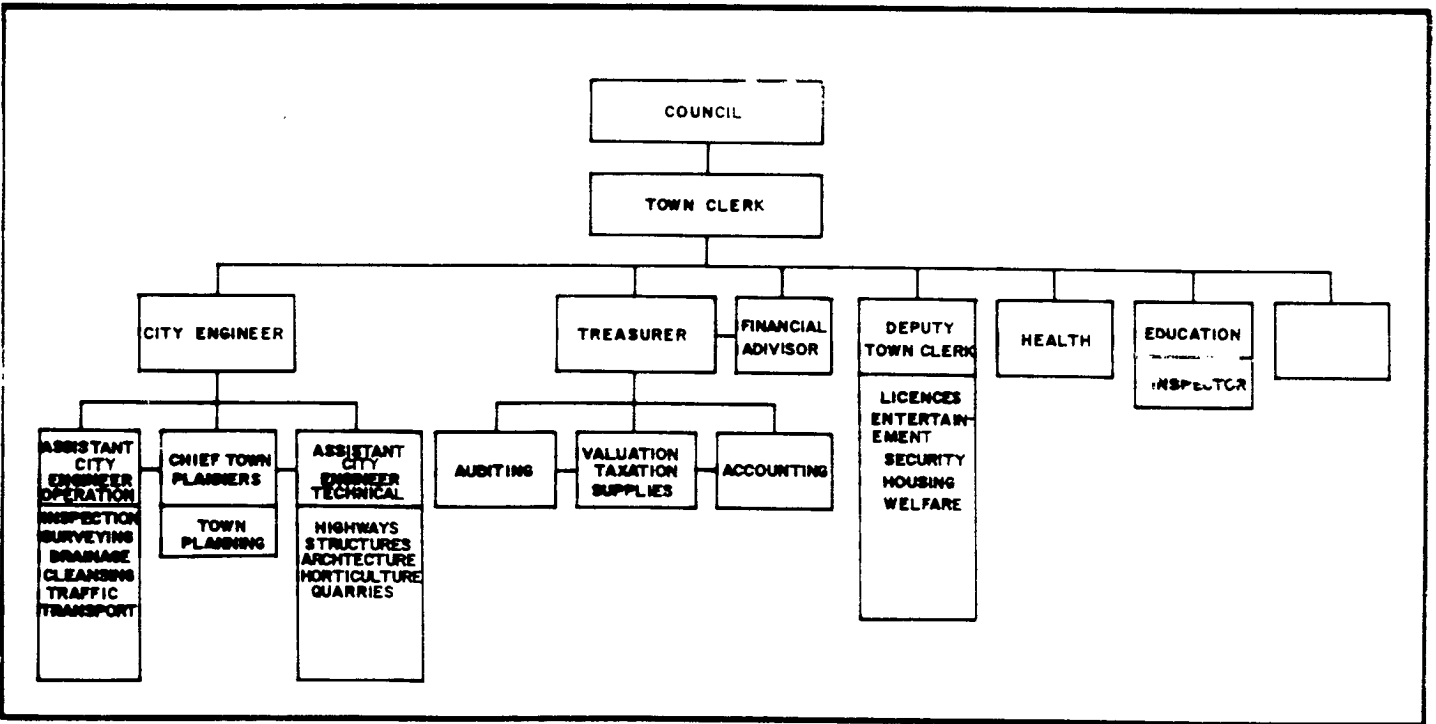 COUNCIL
TOWN CLERK
CITY ENGINEER
TREASURER
FINANCIAL
ADIVISOR
DEPUTY
TOWN CLERK
HEALTH
EDUCATION
INSPECTOR
LICENCES
ENTERTAIN-
EMENT
SECURITY
HOUSING
WELFARE
ASSISTANT
CITY
ENGINEER
OPERATION
INSPECTION
SURVEYING
DRAINAGE
CLEANSING
TRAFFIC
TRANSPORT
CHIEF TOWN
PLANNERS
TOWN
PLANNING
ASSISTANT
CITY
ENGINEER
TECHNICAL
HIGHWAYS
STRUCTURES
ARCHTECTURE
HORTICULTURE
QUARRIES
AUDITING
VALUATION
TAXATION
SUPPLIES
ACCOUNTING